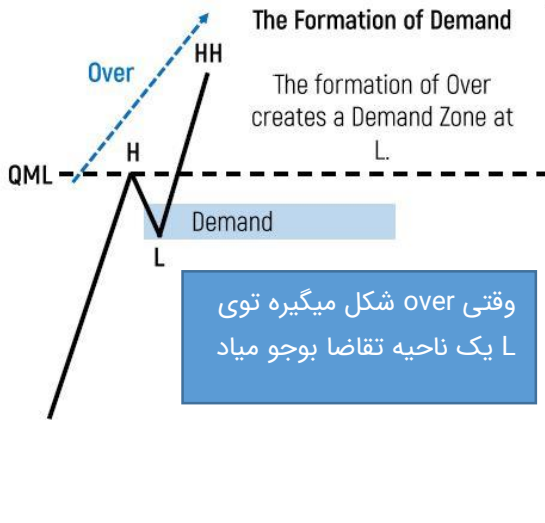 The Formation of Demand
HH
Over
The formation of Over
creates a Demand Zone at
L.
H
QML
Demand
L
وقتی over شکل میگیره توی
L یک ناحیه تقاضا بوجو میاد